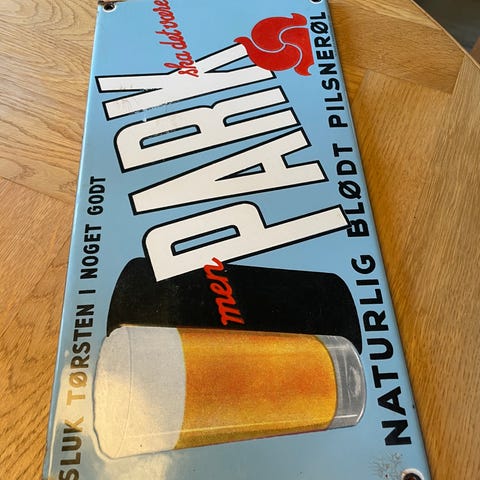 SLUK TØRSTEN I NOGET GODT
men PARK ska det være
NATURLIG BLØDT PILSNERØL